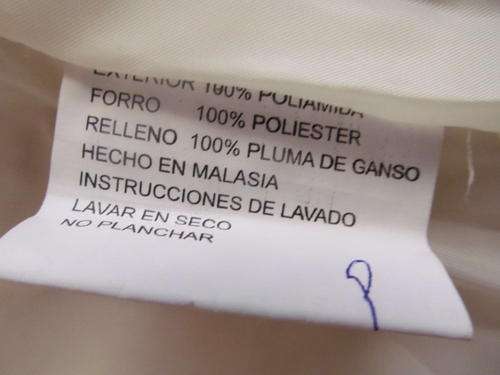 EXTERIOR 100% POLIAMIDA
FORRO 100% POLIESTER
RELLENO 100% PLUMA DE GANSO
HECHO EN MALASIA
INSTRUCCIONES DE LAVADO
LAVAR EN SECO
NO PLANCHAR